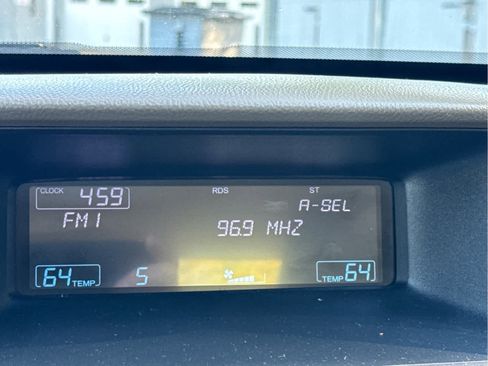 CLOCK 459 RDS ST
FM1 A-SEL
96.9 MHZ
64 TEMP 5 64 TEMP